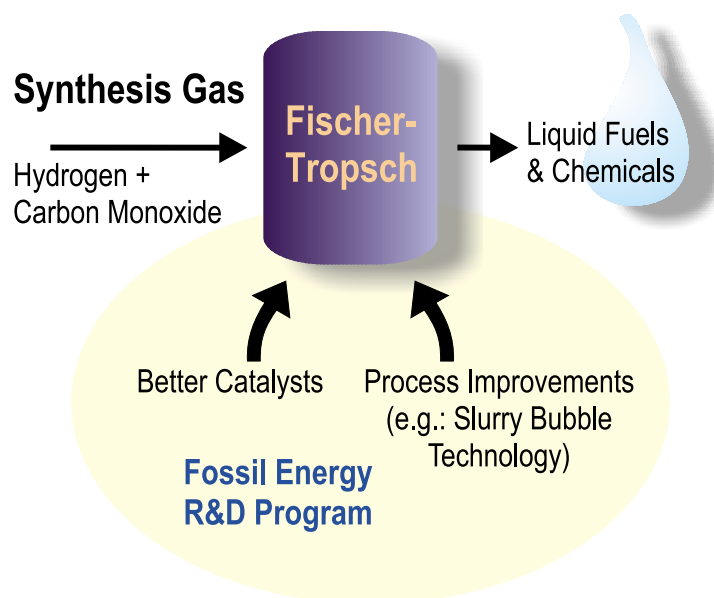 Synthesis Gas
Hydrogen +
Carbon Monoxide
Fischer-
Tropsch
Liquid Fuels
& Chemicals
Better Catalysts
Process Improvements
(e.g.: Slurry Bubble
Technology)
Fossil Energy
R&D Program